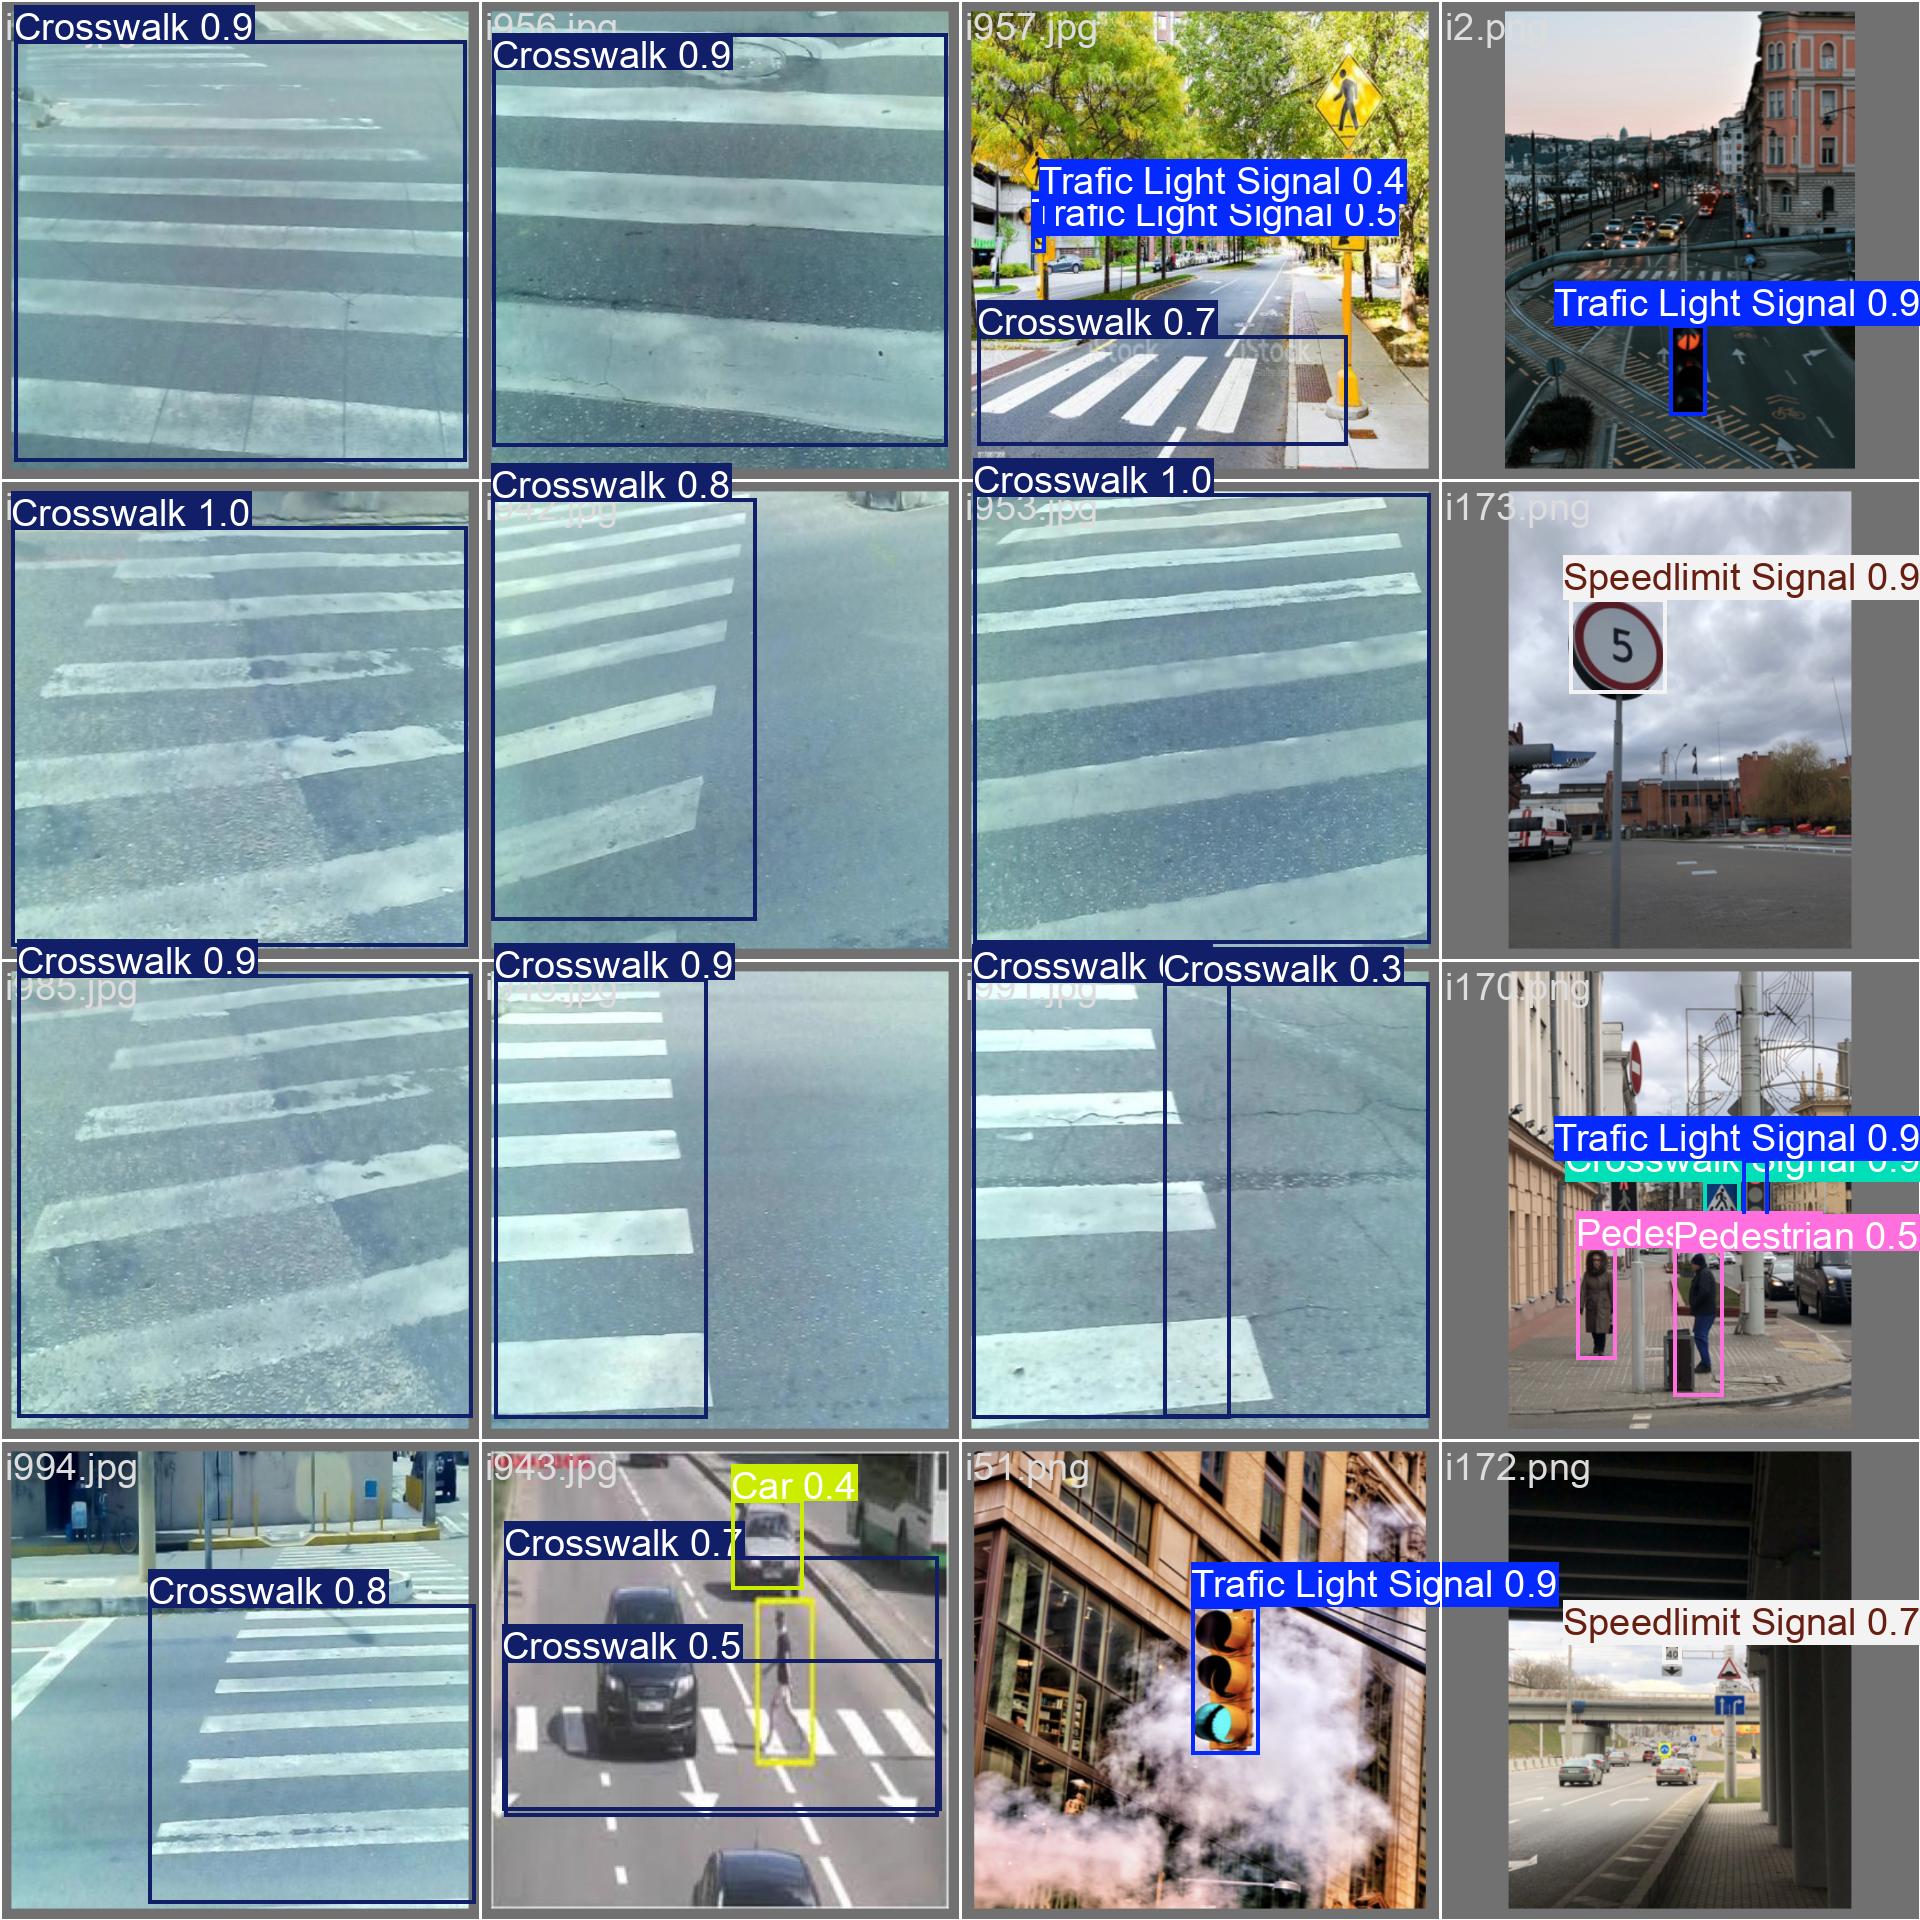 Crosswalk 0.9
i956.jpg
Crosswalk 0.9
i957.jpg
Trafic Light Signal 0.4
Trafic Light Signal 0.5
Crosswalk 0.7
iStock
iStock
i2.png
Trafic Light Signal 0.9
Crosswalk 1.0
Crosswalk 0.8
i942.jpg
Crosswalk 1.0
i953.jpg
i173.png
Speedlimit Signal 0.9
5
Crosswalk 0.9
i985.jpg
Crosswalk 0.9
Crosswalk
Crosswalk 0.3
i991.jpg
i170.png
Trafic Light Signal 0.9
Crosswalk Signal 0.9
Pedestrian 0.5
i994.jpg
Crosswalk 0.8
i943.jpg
Car 0.4
Crosswalk 0.7
Crosswalk 0.5
i51.png
Trafic Light Signal 0.9
i172.png
Speedlimit Signal 0.7
40